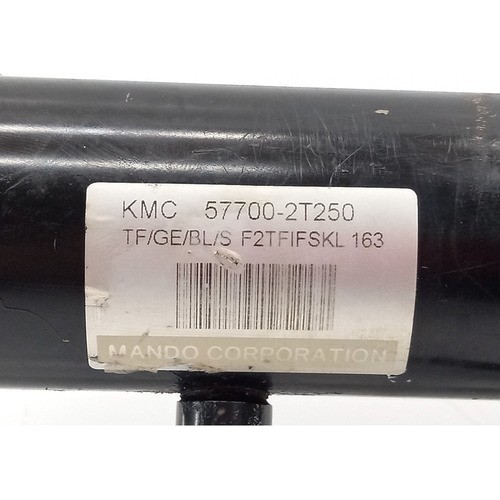 KMC 57700-2T250
TF/GE/BL/S F2TFIFSKL 163
MANDO CORPORATION